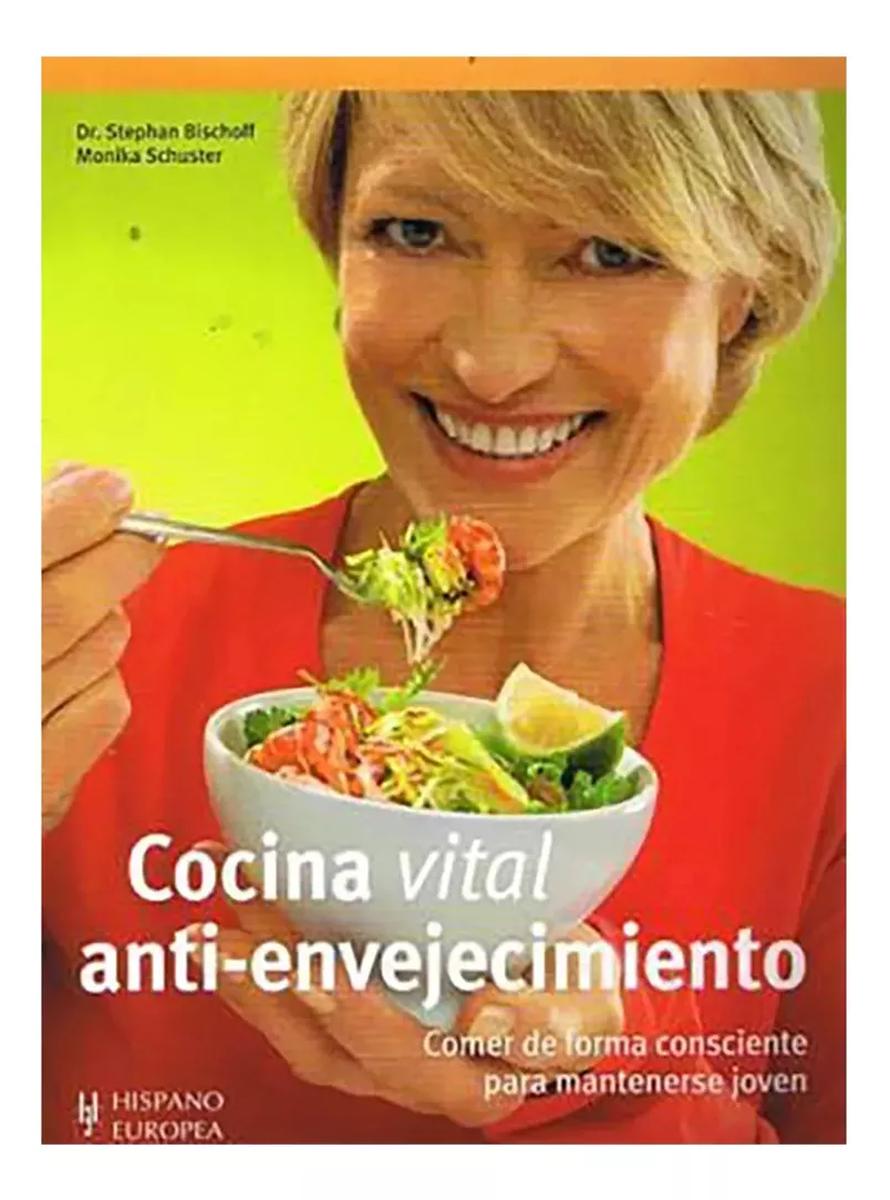 Dr. Stephan Bischoff
Monika Schuster
Cocina vital
anti-envejecimiento
Comer de forma consciente
para mantenerse joven
HISPANO
EUROPEA